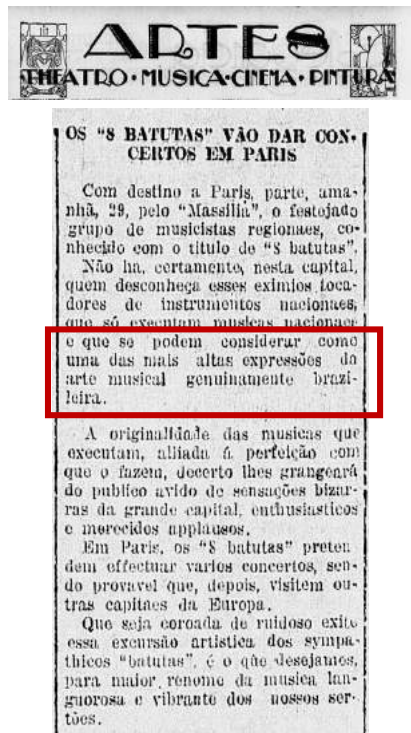 ARTES
THEATRO • MUSICA • CINEMA • PINTURA
OS "8 BATUTAS" VÃO DAR CON-
CERTOS EM PARIS
Com destino a Paris, parte, ama-
nhã, 29, pelo "Massilia", o festejado
grupo de musicistas regionaes, co-
nhecido com o titulo de "8 batutas".
Não ha, certamente, nesta capital,
quem desconheça esses eximios toca-
dores de instrumentos nacionaes,
que só executam musicas nacionaes
e que se podem considerar como
uma das mais altas expressões da
arte musical genuinamente brazi-
leira.
A originalidade das musicas que
executam, alliada á perfeição com
que o fazem, decerto lhes grangeará
do publico avido de sensações bizar-
ras da grande capital, enthusiasticos
e merecidos applausos.
Em Paris, os "8 batutas" preten
dem effectuar varios concertos, sen-
do provavel que, depois, visitem ou-
tras capitaes da Europa.
Que seja coroada de ruidoso exito
essa excursão artistica dos sympa-
thicos "batutas", é o que desejamos,
para maior renome da musica lan-
guorosa e vibrante dos nossos ser-
tões.